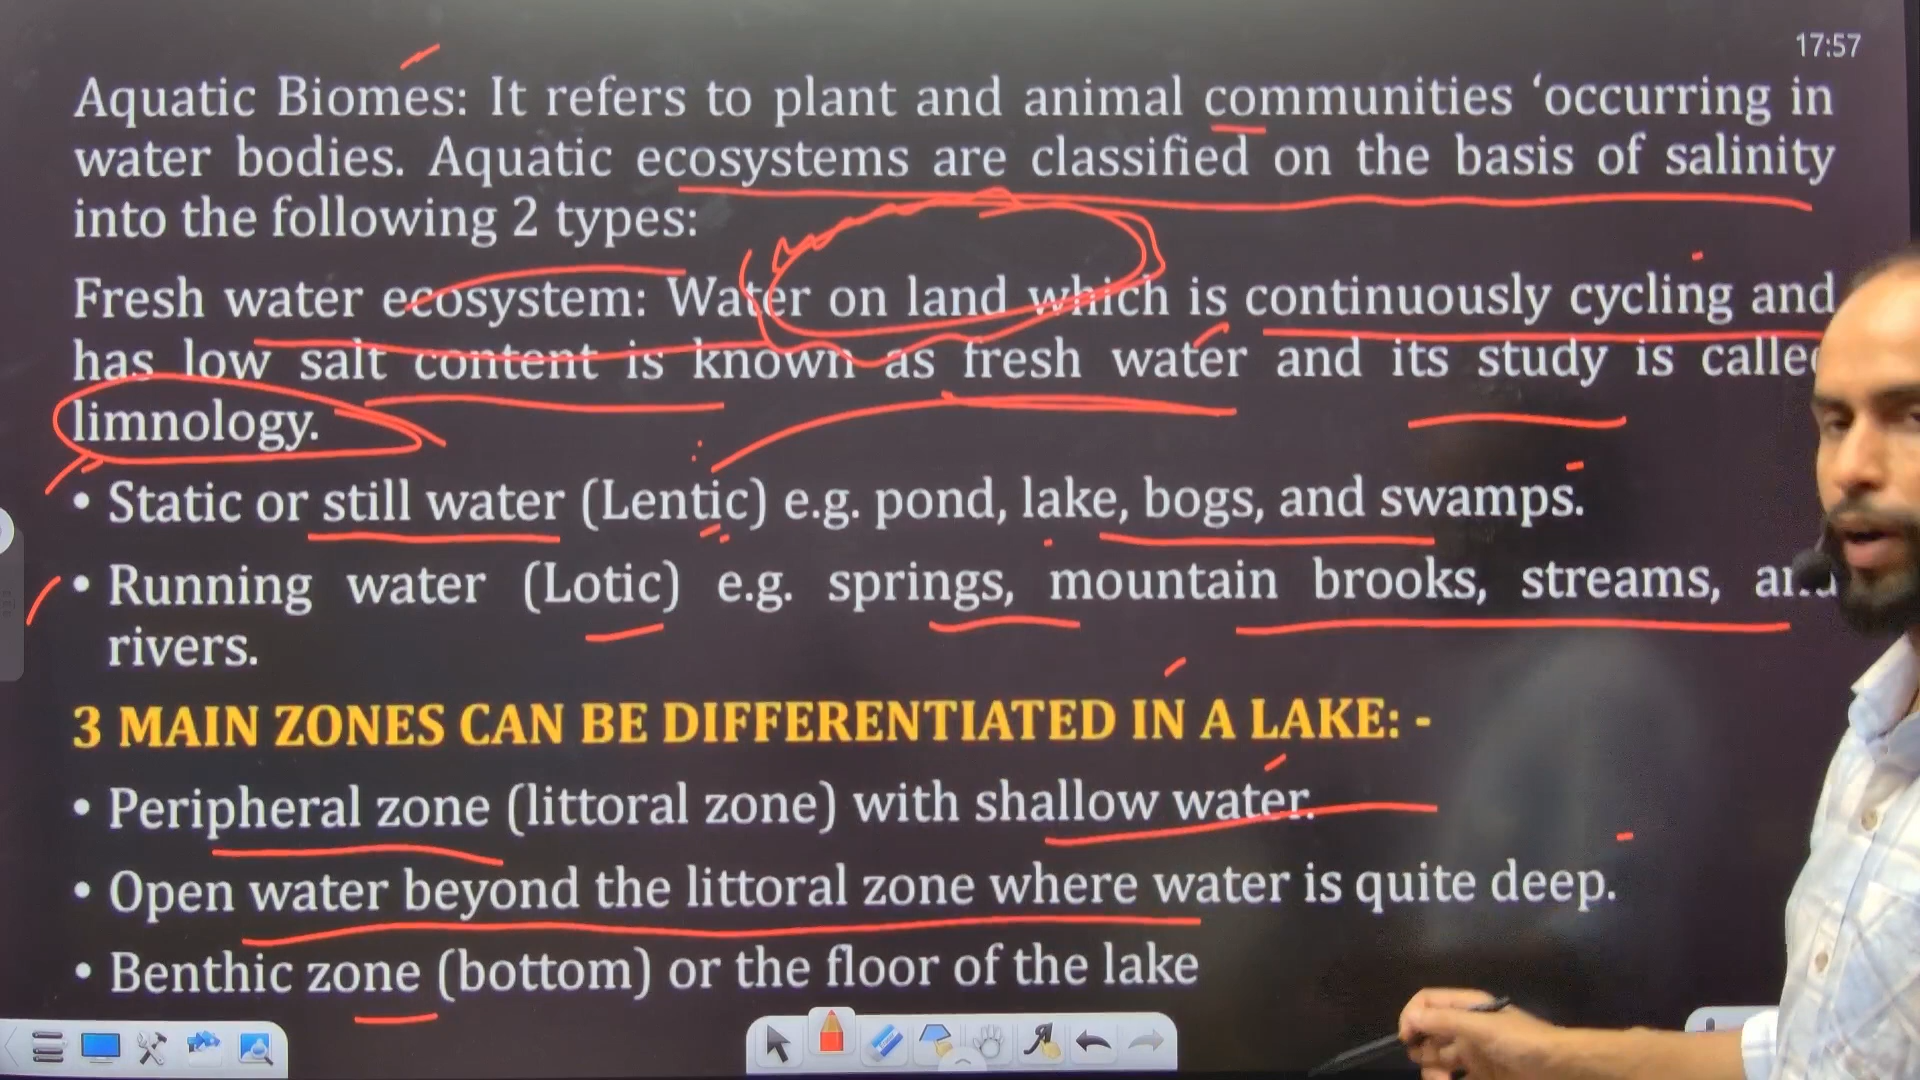 17:57
Aquatic Biomes: It refers to plant and animal communities ‘occurring in
water bodies. Aquatic ecosystems are classified on the basis of salinity
into the following 2 types:
Fresh water ecosystem: Water on land which is continuously cycling and
has low salt content is known as fresh water and its study is called
limnology.
• Static or still water (Lentic) e.g. pond, lake, bogs, and swamps.
• Running water (Lotic) e.g. springs, mountain brooks, streams, and
rivers.
3 MAIN ZONES CAN BE DIFFERENTIATED IN A LAKE: -
• Peripheral zone (littoral zone) with shallow water.
• Open water beyond the littoral zone where water is quite deep.
• Benthic zone (bottom) or the floor of the lake